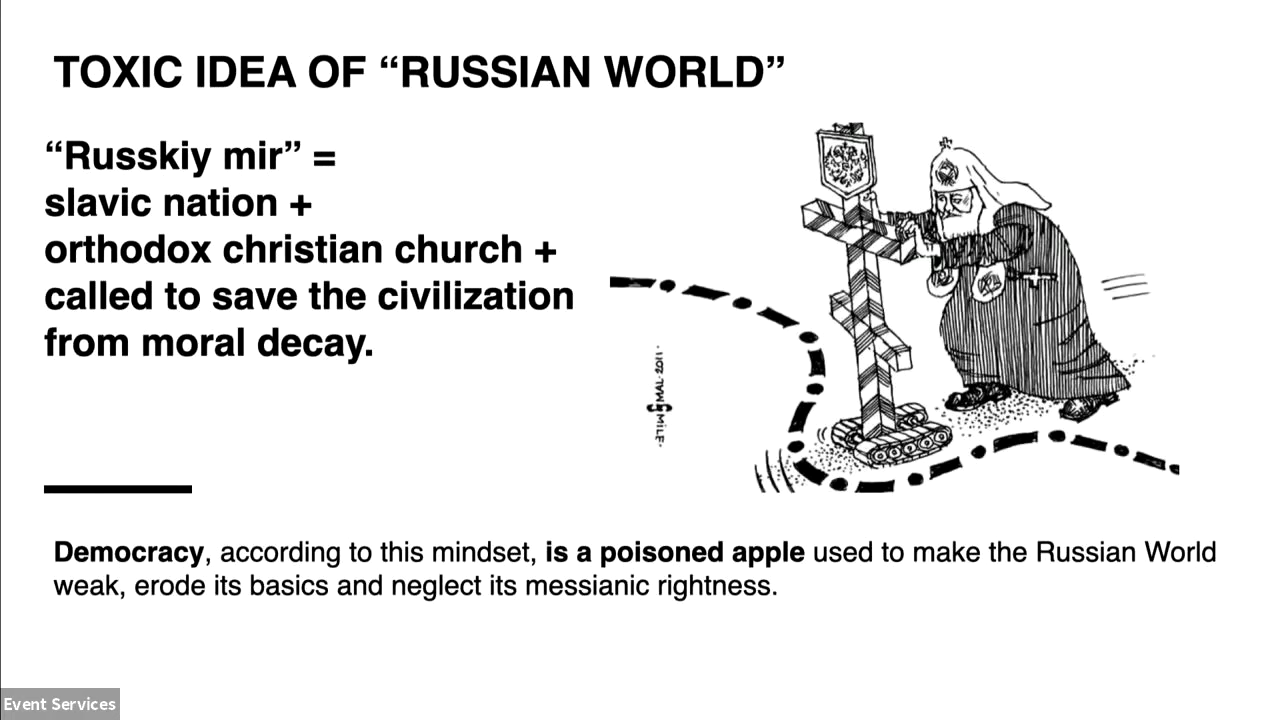 TOXIC IDEA OF “RUSSIAN WORLD”
“Russkiy mir” =
slavic nation +
orthodox christian church +
called to save the civilization
from moral decay.
Democracy, according to this mindset, is a poisoned apple used to make the Russian World
weak, erode its basics and neglect its messianic rightness.
Event Services